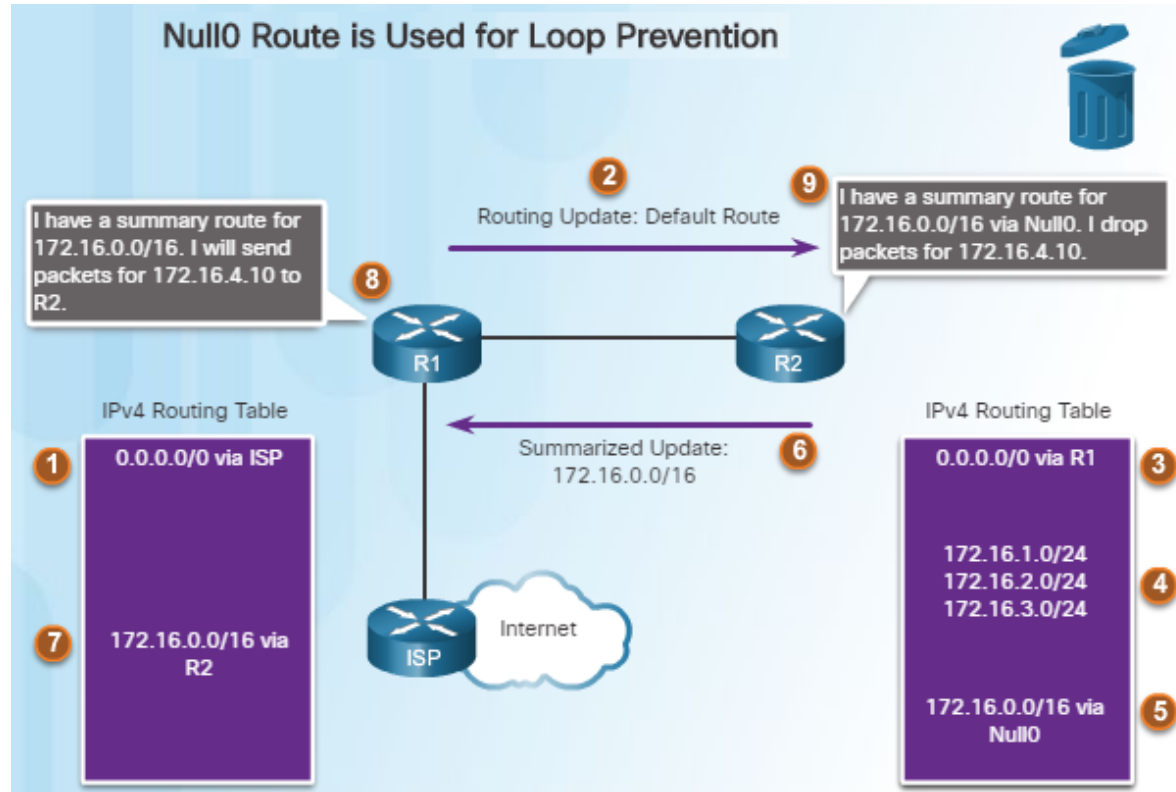 Null0 Route is Used for Loop Prevention
2
9
Routing Update: Default Route
I have a summary route for
172.16.0.0/16. I will send
packets for 172.16.4.10 to
R2.
I have a summary route for
172.16.0.0/16 via Null0. I drop
packets for 172.16.4.10.
8
R1
R2
IPv4 Routing Table
IPv4 Routing Table
Summarized Update:
172.16.0.0/16
6
1
0.0.0.0/0 via ISP
0.0.0.0/0 via R1
3
172.16.1.0/24
172.16.2.0/24
172.16.3.0/24
4
7
172.16.0.0/16 via
R2
Internet
ISP
172.16.0.0/16 via
Null0
5